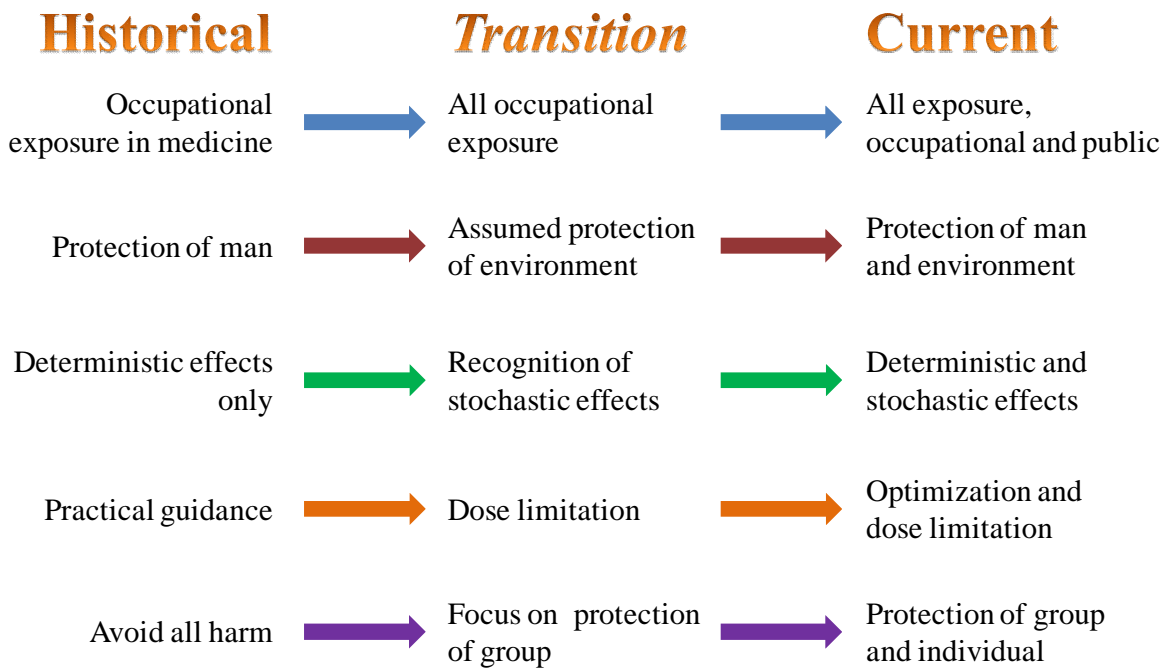 Historical Transition Current
Occupational All occupational All exposure,
exposure in medicine exposure occupational and public
Protection of man Assumed protection Protection of man
of environment and environment
Deterministic effects Recognition of Deterministic and
only stochastic effects stochastic effects
Practical guidance Dose limitation Optimization and
dose limitation
Avoid all harm Focus on protection Protection of group
of group and individual